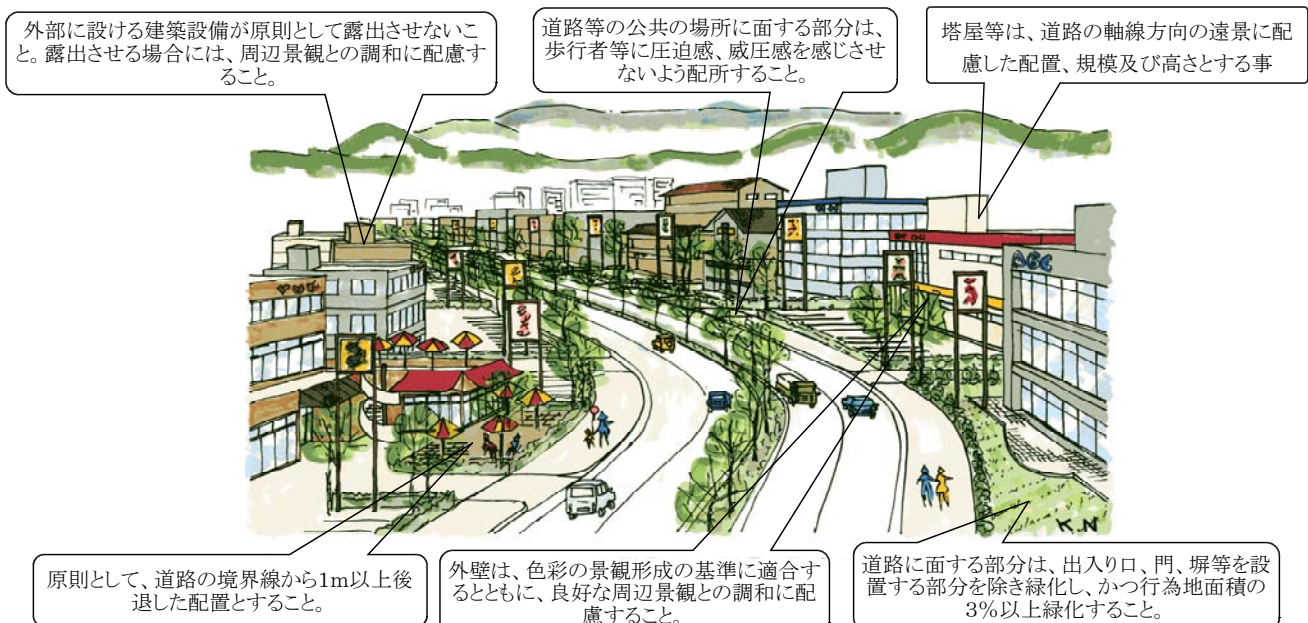 外部に設ける建築設備が原則として露出させないこ
と。露出させる場合には、周辺景観との調和に配慮す
ること。
道路等の公共の場所に面する部分は、
歩行者等に圧迫感、威圧感を感じさせ
ないよう配所すること。
塔屋等は、道路の軸線方向の遠景に配
慮した配置、規模及び高さとする事
ABC
K.N
原則として、道路の境界線から1m以上後
退した配置とすること。
外壁は、色彩の景観形成の基準に適合す
るとともに、良好な周辺景観との調和に配
慮すること。
道路に面する部分は、出入り口、門、塀等を設
置する部分を除き緑化し、かつ行為地面積の
3％以上緑化すること。